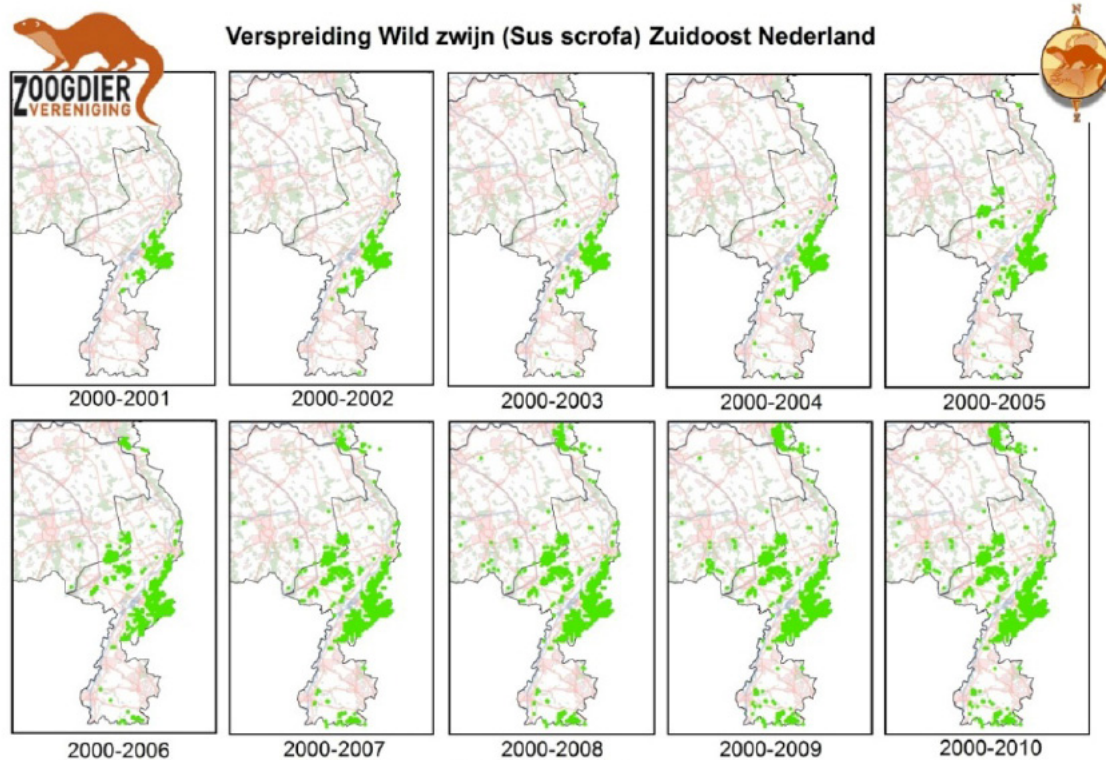 Verspreiding Wild zwijn (Sus scrofa) Zuidoost Nederland
ZOOGDIER
VERENIGING
N
Z
2000-2001
2000-2002
2000-2003
2000-2004
2000-2005
2000-2006
2000-2007
2000-2008
2000-2009
2000-2010